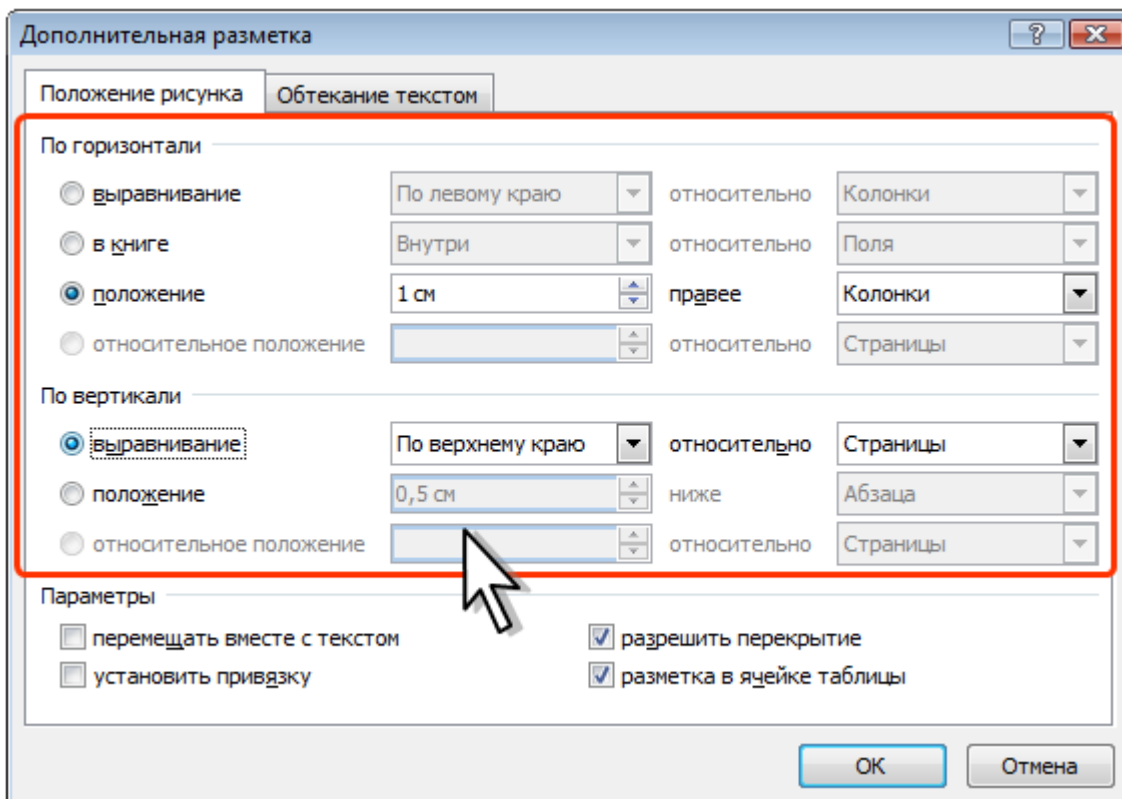 Дополнительная разметка
Положение рисунка Обтекание текстом
По горизонтали
выравнивание По левому краю относительно Колонки
в книге Внутри относительно Поля
положение 1 см правее Колонки
относительное положение относительно Страницы
По вертикали
выравнивание По верхнему краю относительно Страницы
положение 0,5 см ниже Абзаца
относительное положение относительно Страницы
Параметры
перемещать вместе с текстом разрешить перекрытие
установить привязку разметка в ячейке таблицы
ОК Отмена